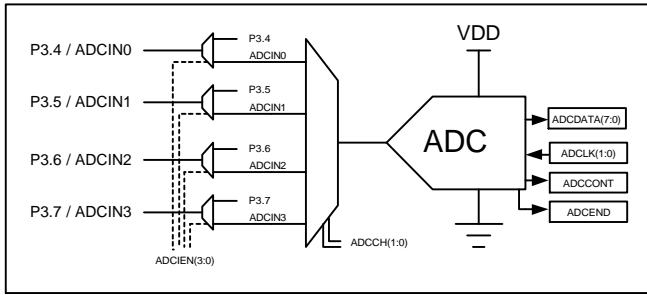 P3.4 / ADCIN0
P3.4
ADCIN0
P3.5 / ADCIN1
P3.5
ADCIN1
P3.6 / ADCIN2
P3.6
ADCIN2
P3.7 / ADCIN3
P3.7
ADCIN3
ADCIEN(3:0)
ADCCH(1:0)
VDD
ADC
ADCDATA(7:0)
ADCLK(1:0)
ADCCONT
ADCEND